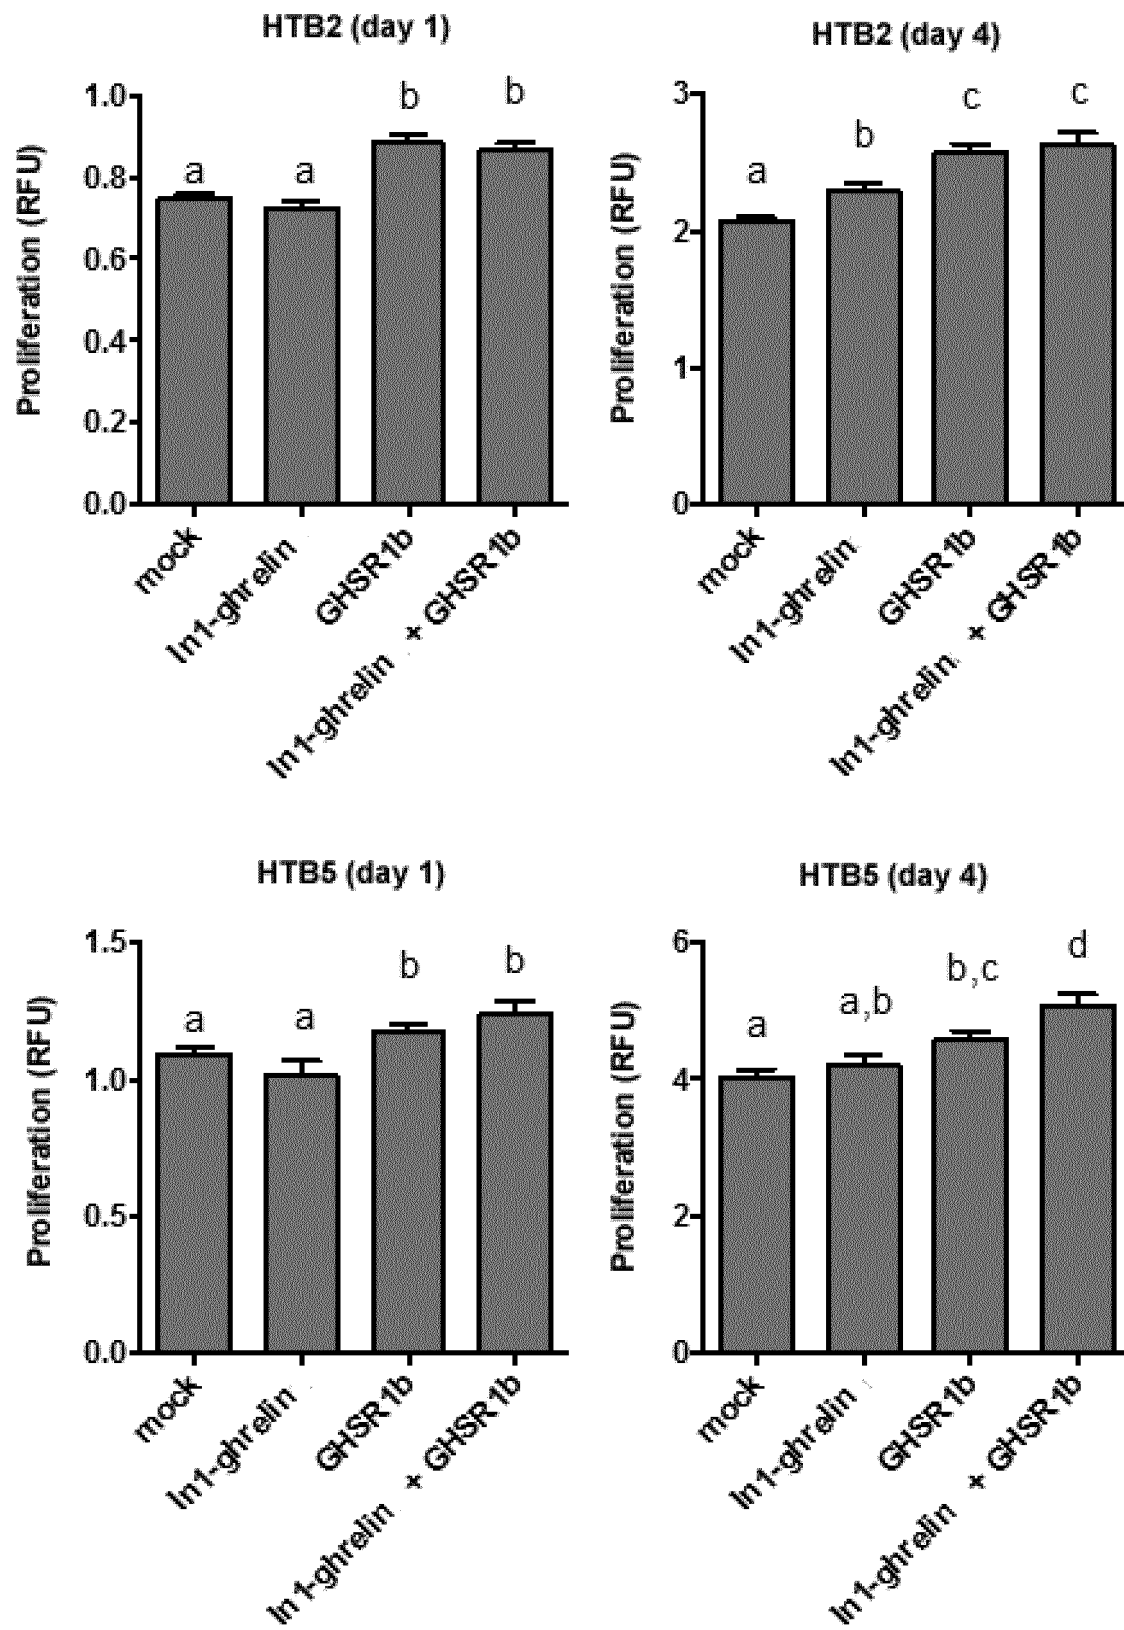 HTB2 (day 1)
Proliferation (RFU)
1.0
0.8
0.6
0.4
0.2
0.0
a
a
b
b
mock
In1-ghrelin
GHSR1b
In1-ghrelin + GHSR1b
HTB2 (day 4)
Proliferation (RFU)
3
2
1
0
a
b
c
c
mock
In1-ghrelin
GHSR1b
In1-ghrelin + GHSR1b
HTB5 (day 1)
Proliferation (RFU)
1.5
1.0
0.5
0.0
a
a
b
b
mock
In1-ghrelin
GHSR1b
In1-ghrelin + GHSR1b
HTB5 (day 4)
Proliferation (RFU)
6
4
2
0
a
a,b
b,c
d
mock
In1-ghrelin
GHSR1b
In1-ghrelin + GHSR1b